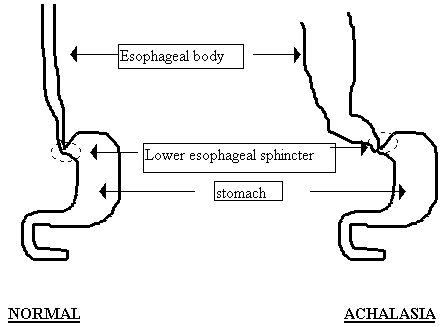 Esophageal body
Lower esophageal sphincter
stomach
NORMAL
ACHALASIA